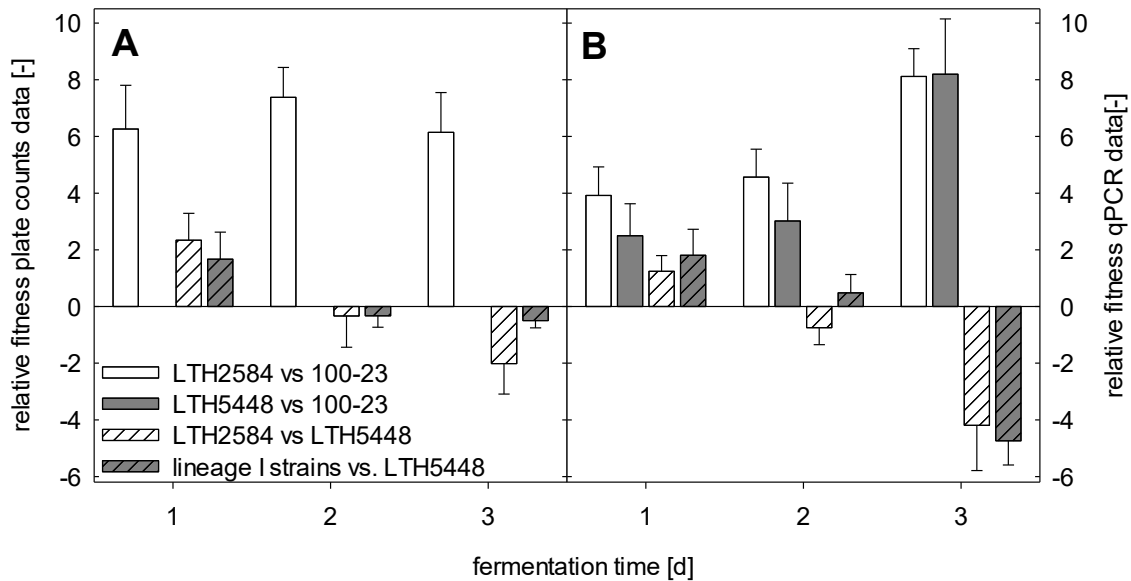 A
B
relative fitness plate counts data [-]
10
8
6
4
2
0
-2
-4
-6
LTH2584 vs 100-23
LTH5448 vs 100-23
LTH2584 vs LTH5448
lineage I strains vs. LTH5448
1
2
3
1
2
3
fermentation time [d]
10
8
6
4
2
0
-2
-4
-6
relative fitness qPCR data[-]